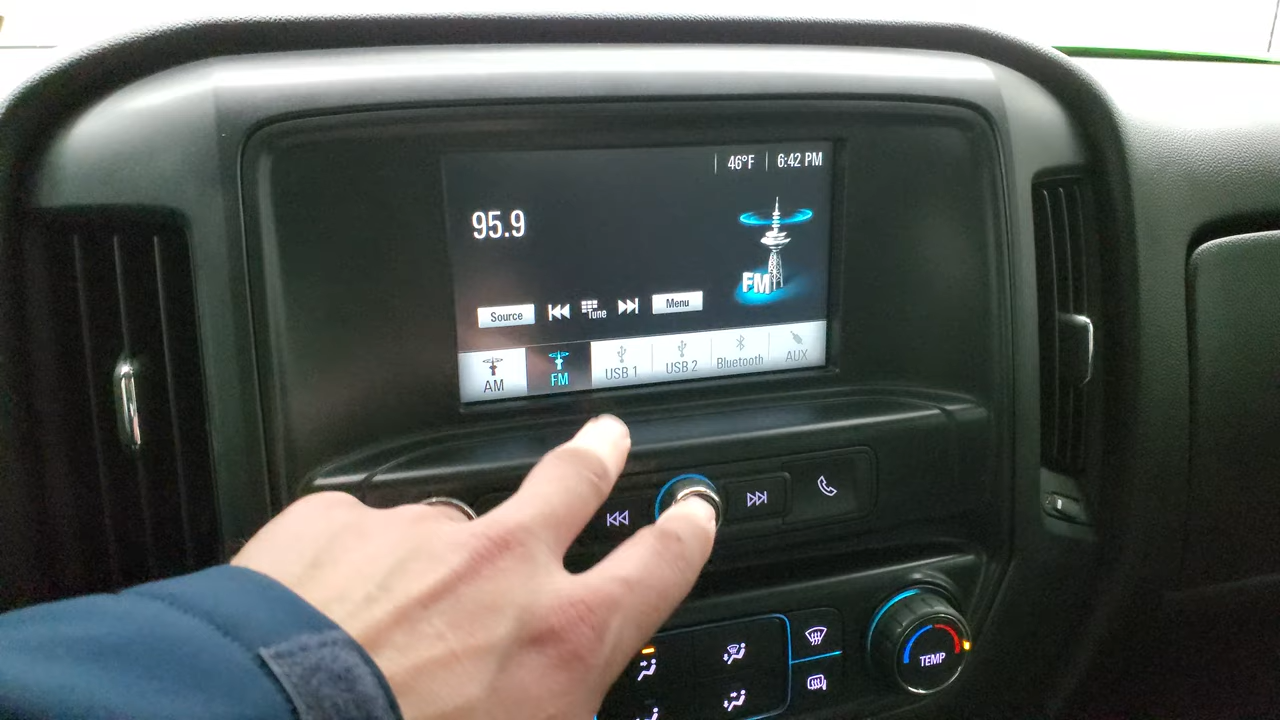 46°F 6:42 PM
95.9
FM
Source Tune Menu
AM FM USB 1 USB 2 Bluetooth AUX
TEMP